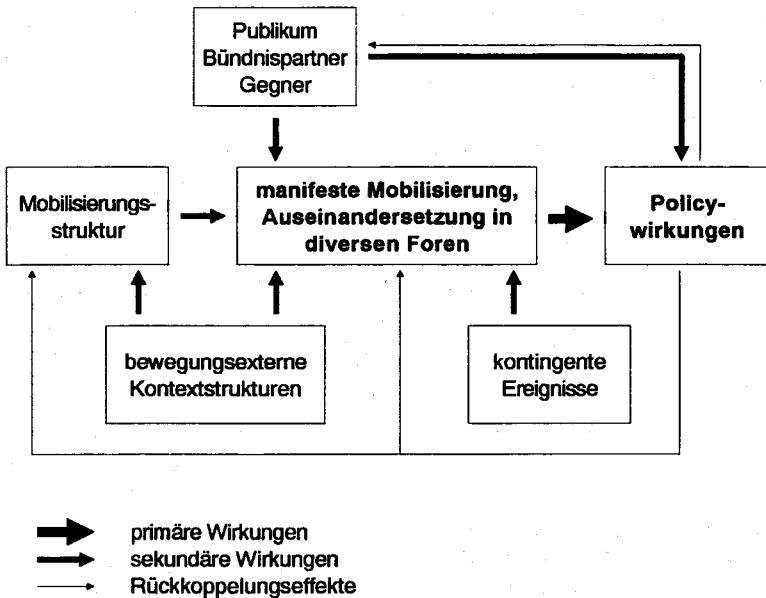 Publikum
Bündnispartner
Gegner
Mobilisierungs-
struktur
manifeste Mobilisierung,
Auseinandersetzung in
diversen Foren
Policy-
wirkungen
bewegungsexterne
Kontextstrukturen
kontingente
Ereignisse
primäre Wirkungen
sekundäre Wirkungen
Rückkoppelungseffekte